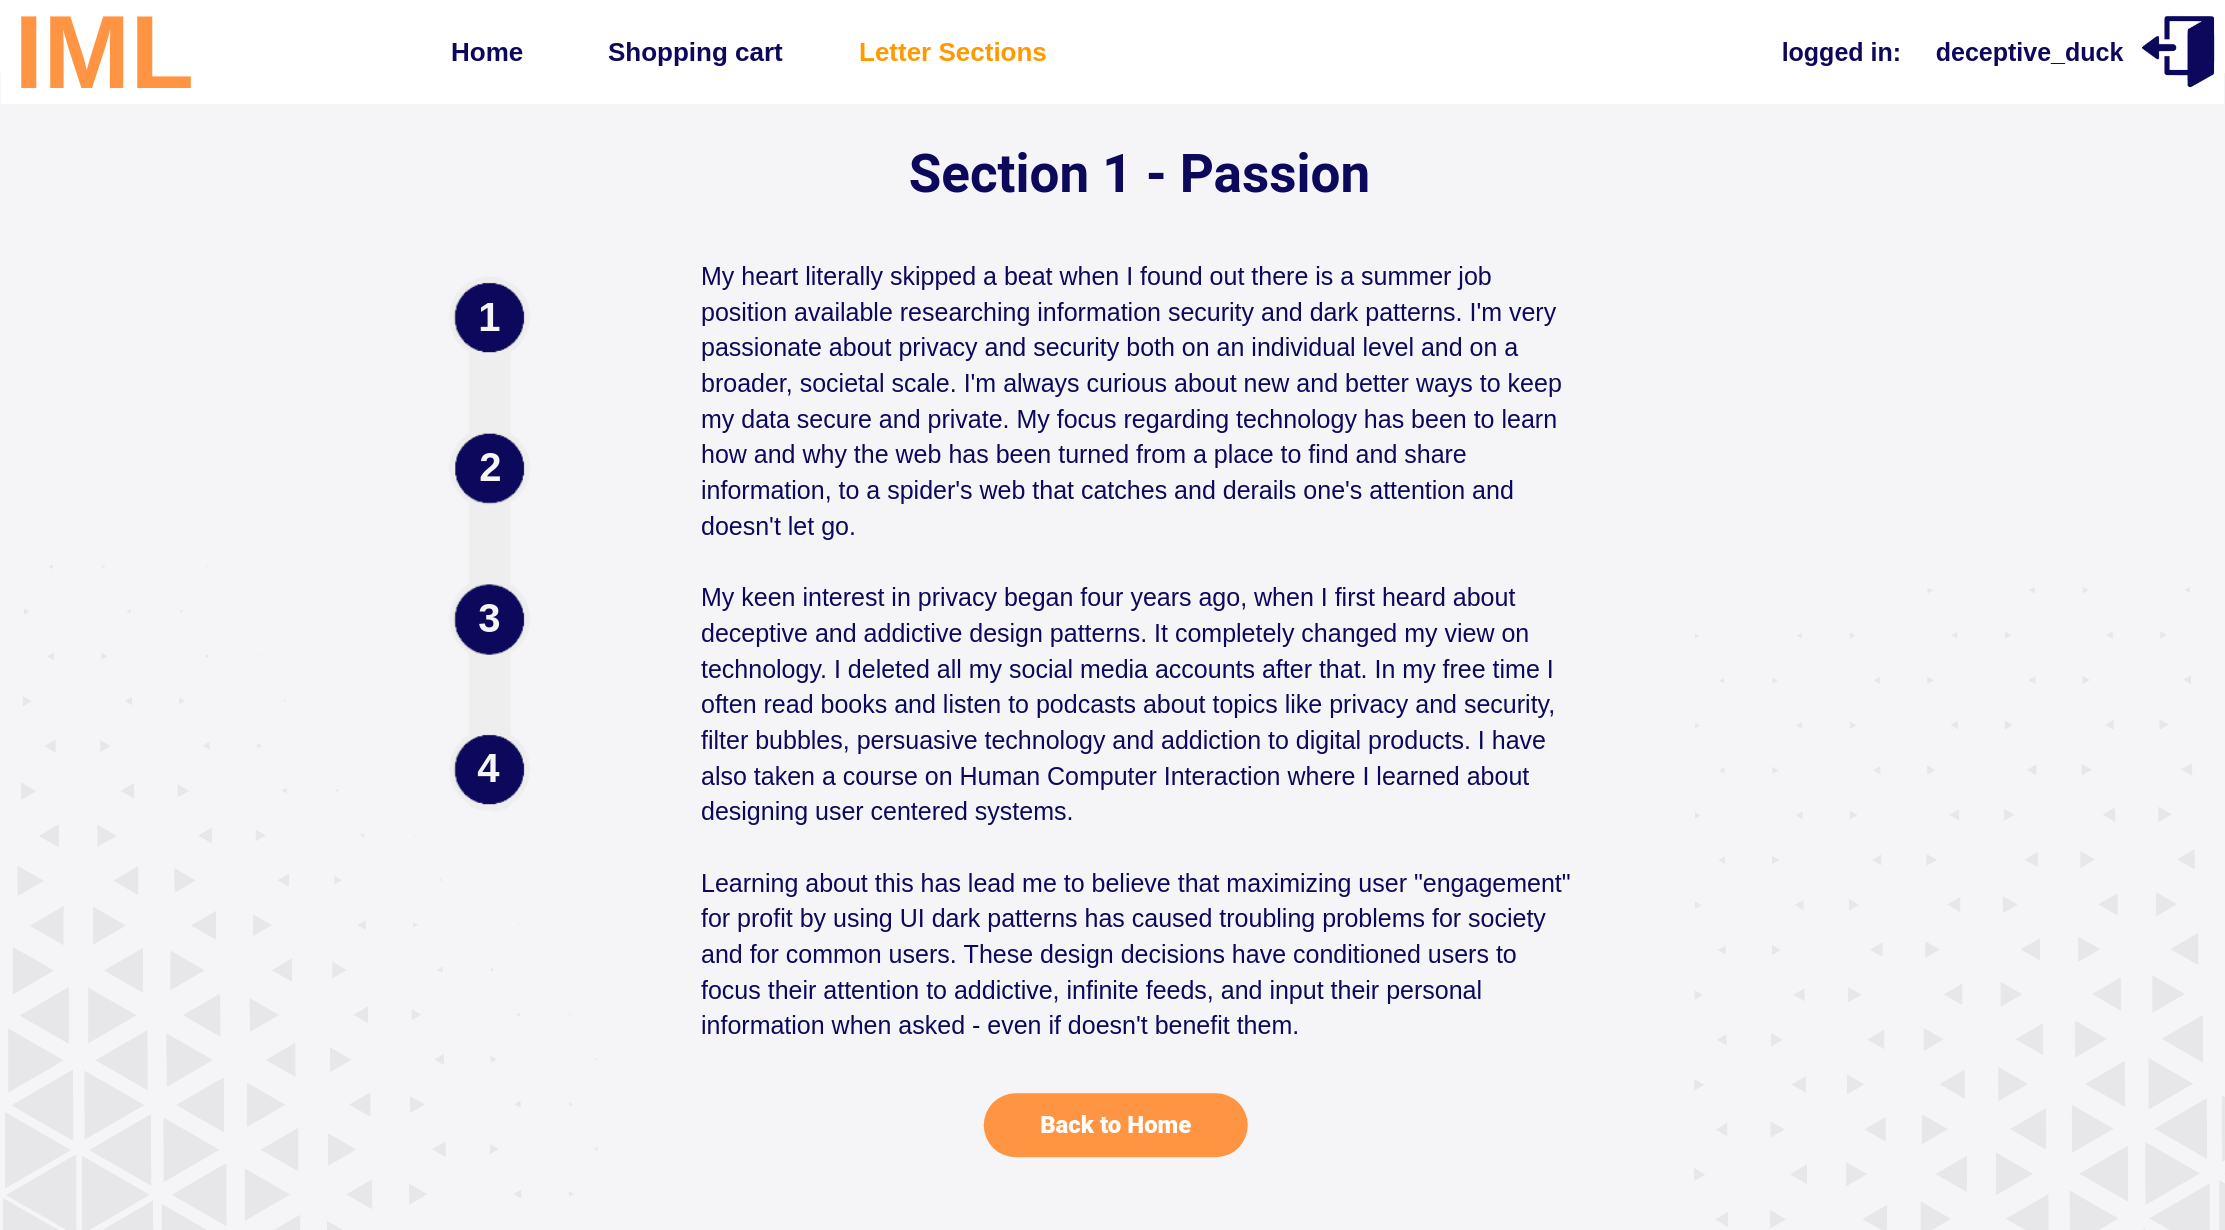 IML
Home
Shopping cart
Letter Sections
logged in: deceptive_duck
Section 1 - Passion
1
2
3
4
My heart literally skipped a beat when I found out there is a summer job
position available researching information security and dark patterns. I'm very
passionate about privacy and security both on an individual level and on a
broader, societal scale. I'm always curious about new and better ways to keep
my data secure and private. My focus regarding technology has been to learn
how and why the web has been turned from a place to find and share
information, to a spider's web that catches and derails one's attention and
doesn't let go.
My keen interest in privacy began four years ago, when I first heard about
deceptive and addictive design patterns. It completely changed my view on
technology. I deleted all my social media accounts after that. In my free time I
often read books and listen to podcasts about topics like privacy and security,
filter bubbles, persuasive technology and addiction to digital products. I have
also taken a course on Human Computer Interaction where I learned about
designing user centered systems.
Learning about this has lead me to believe that maximizing user "engagement"
for profit by using UI dark patterns has caused troubling problems for society
and for common users. These design decisions have conditioned users to
focus their attention to addictive, infinite feeds, and input their personal
information when asked - even if doesn't benefit them.
Back to Home